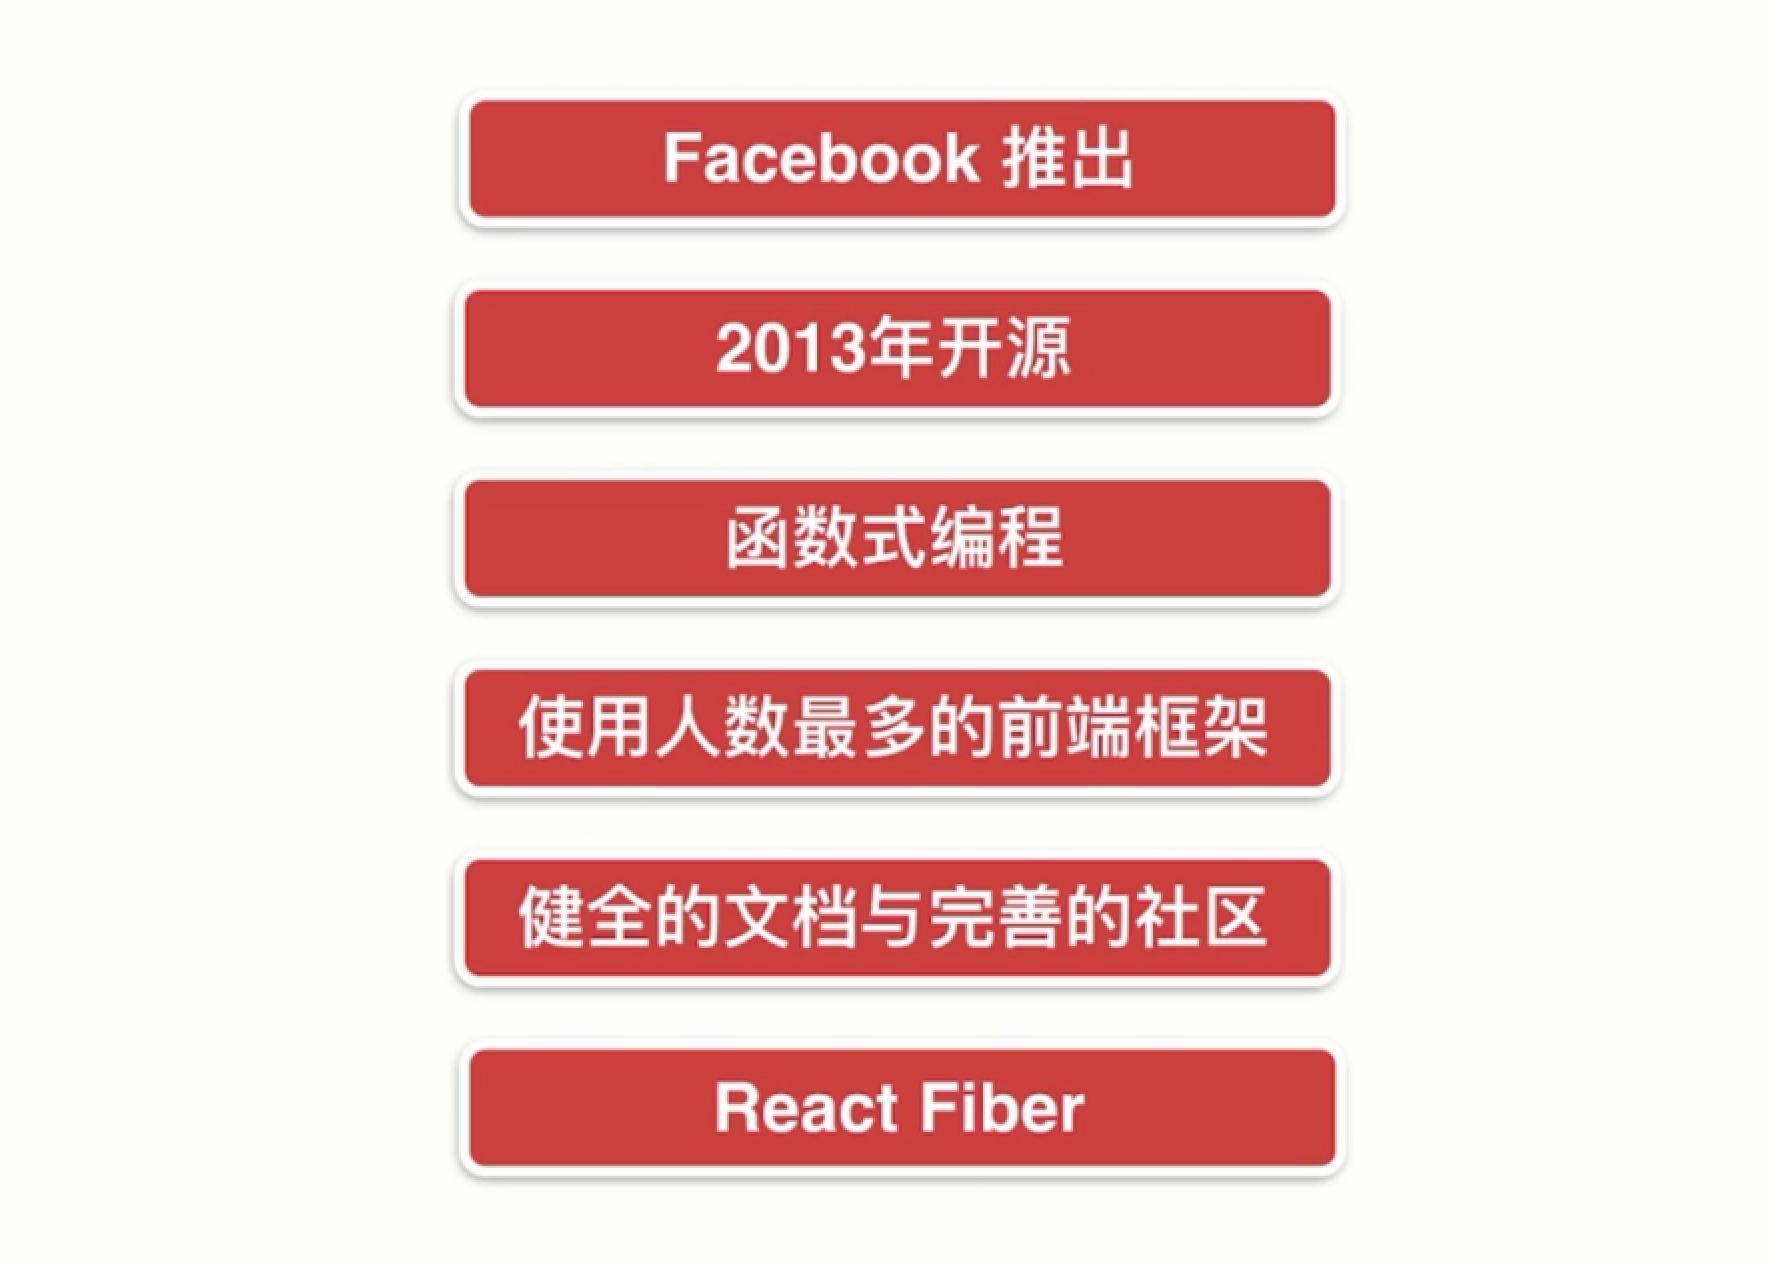 Facebook 推出
2013年开源
函数式编程
使用人数最多的前端框架
健全的文档与完善的社区
React Fiber